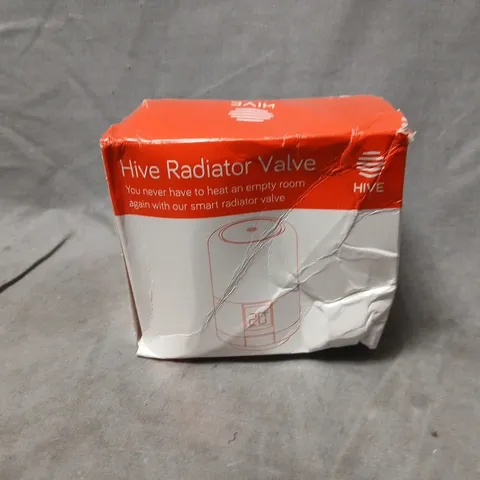 HIVE
Hive Radiator Valve
You never have to heat an empty room
again with our smart radiator valve
HIVE
20